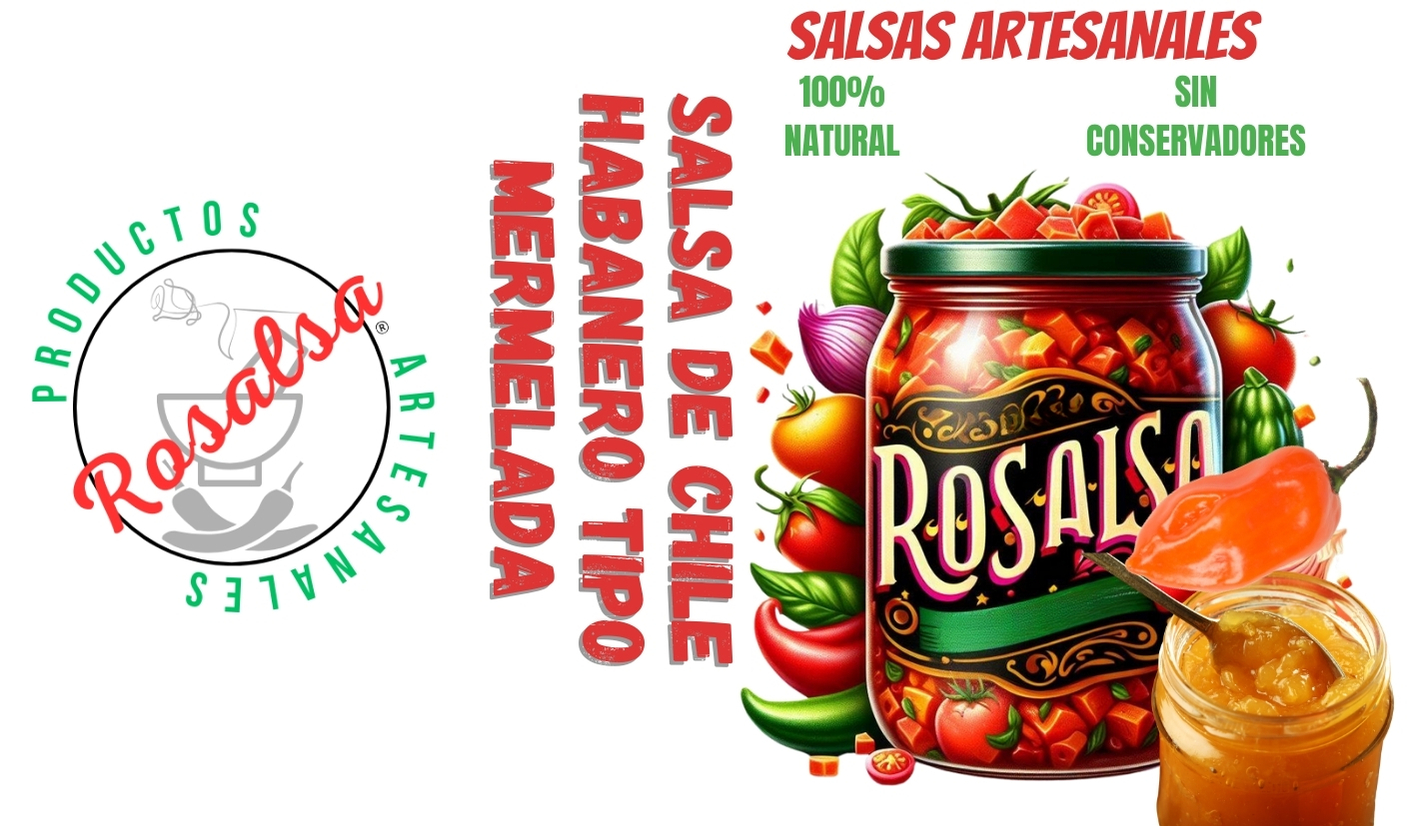 PRODUCTOS ARTESANALES
Rosalsa®
SALSA DE CHILE
HABANERO TIPO
MERMELADA
SALSAS ARTESANALES
100%
NATURAL
SIN
CONSERVADORES
ROSALSA